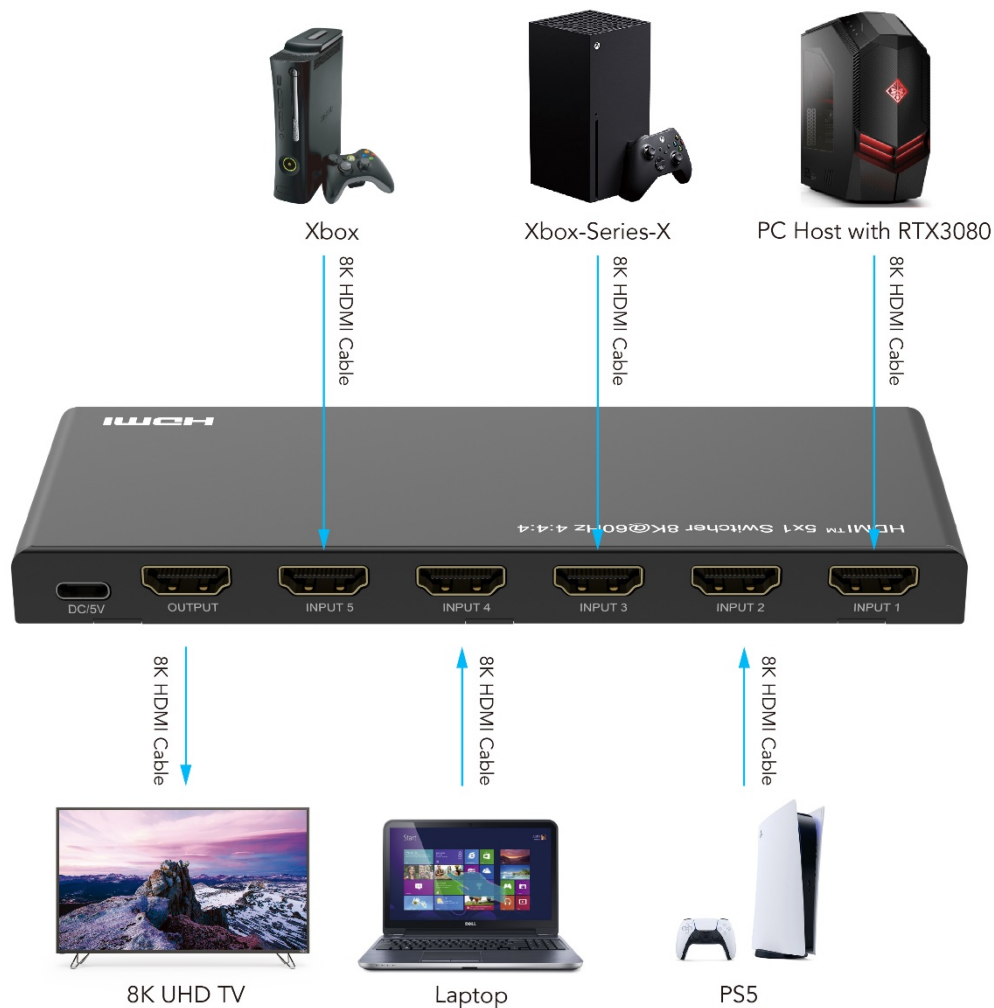 Xbox
Xbox-Series-X
PC Host with RTX3080
8K HDMI Cable
8K HDMI Cable
8K HDMI Cable
HDMI
HDMI™ 5x1 Switcher 8K@60Hz 4:4:4
DC/5V
OUTPUT
INPUT 5
INPUT 4
INPUT 3
INPUT 2
INPUT 1
8K HDMI Cable
8K HDMI Cable
8K HDMI Cable
Start
DELL
8K UHD TV
Laptop
PS5